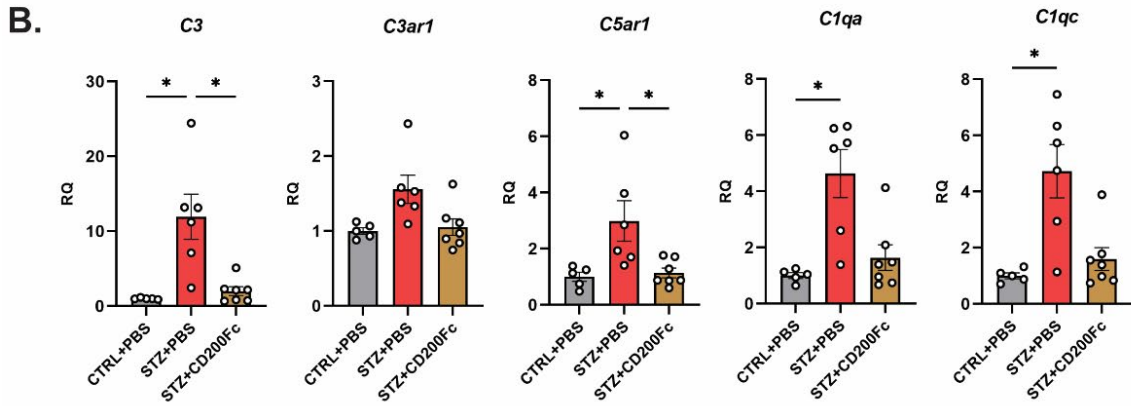 B.
C3
C3ar1
C5ar1
C1qa
C1qc
30
20
10
0
RQ
* *
CTRL+PBS
STZ+PBS
STZ+CD200Fc
3
2
1
0
RQ
CTRL+PBS
STZ+PBS
STZ+CD200Fc
8
6
4
2
0
RQ
* *
CTRL+PBS
STZ+PBS
STZ+CD200Fc
8
6
4
2
0
RQ
*
CTRL+PBS
STZ+PBS
STZ+CD200Fc
8
6
4
2
0
RQ
*
CTRL+PBS
STZ+PBS
STZ+CD200Fc